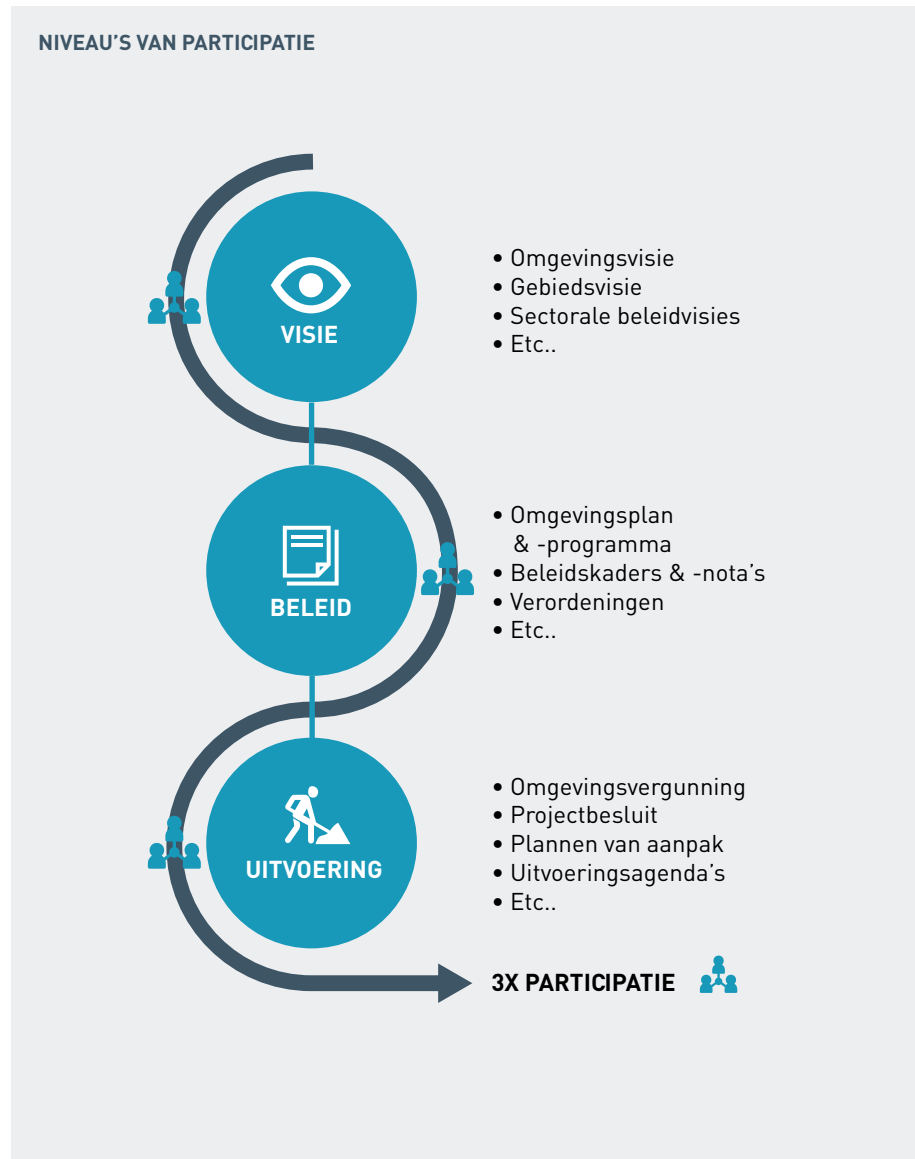 NIVEAU'S VAN PARTICIPATIE
VISIE
• Omgevingsvisie
• Gebiedsvisie
• Sectorale beleidvisies
• Etc..
BELEID
• Omgevingsplan
& -programma
• Beleidskaders & -nota's
• Verordeningen
• Etc..
UITVOERING
• Omgevingsvergunning
• Projectbesluit
• Plannen van aanpak
• Uitvoeringsagenda's
• Etc..
3X PARTICIPATIE